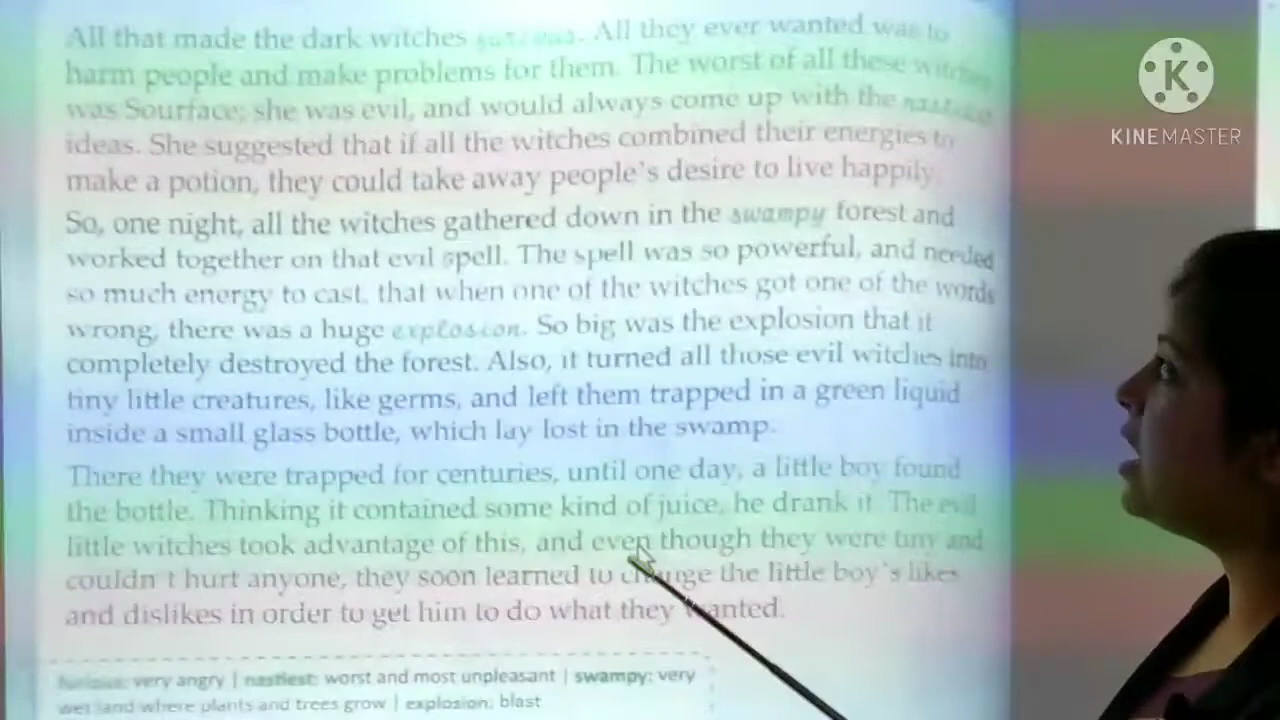 All that made the dark witches furious. All they ever wanted was to
harm people and make problems for them. The worst of all these witches
was Sourface; she was evil, and would always come up with the nastiest
ideas. She suggested that if all the witches combined their energies to
make a potion, they could take away people's desire to live happily.
So, one night, all the witches gathered down in the swampy forest and
worked together on that evil spell. The spell was so powerful, and needed
so much energy to cast, that when one of the witches got one of the words
wrong, there was a huge explosion. So big was the explosion that it
completely destroyed the forest. Also, it turned all those evil witches into
tiny little creatures, like germs, and left them trapped in a green liquid
inside a small glass bottle, which lay lost in the swamp.
There they were trapped for centuries, until one day, a little boy found
the bottle. Thinking it contained some kind of juice, he drank it. The evil
little witches took advantage of this, and even though they were tiny and
couldn't hurt anyone, they soon learned to change the little boy's likes
and dislikes in order to get him to do what they wanted.
furious: very angry | nastiest: worst and most unpleasant | swampy: very
wet land where plants and trees grow | explosion: blast
K
KINEMASTER